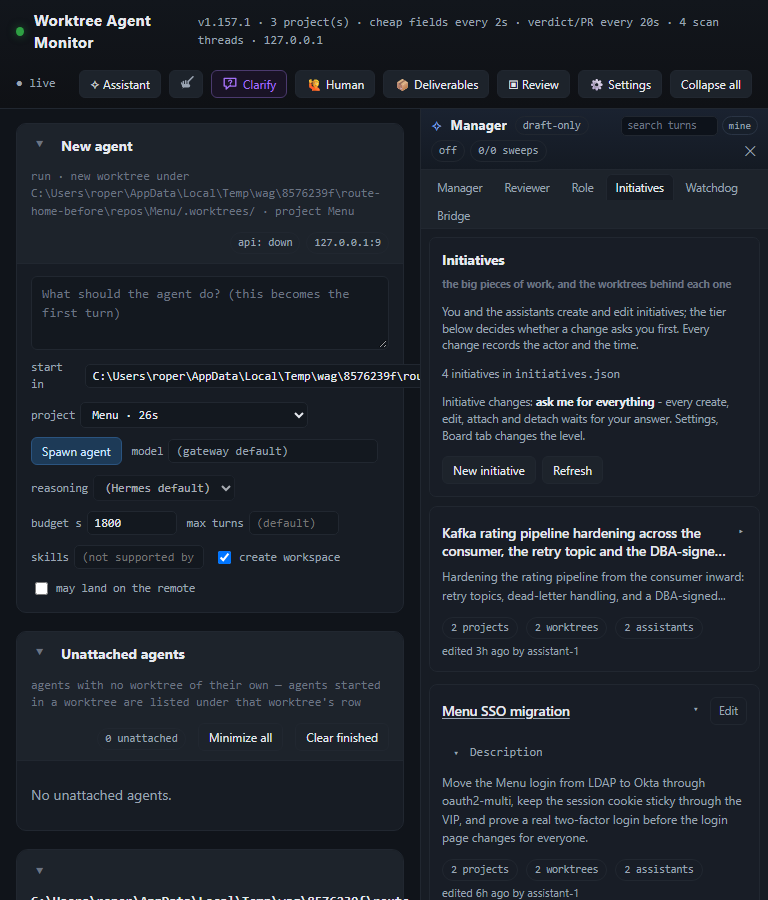 Worktree Agent
Monitor
v1.157.1 · 3 project(s) · cheap fields every 2s · verdict/PR every 20s · 4 scan
threads · 127.0.0.1
live
Assistant
Clarify
Human
Deliverables
Review
Settings
Collapse all
New agent
run · new worktree under
C:\Users\roper\AppData\Local\Temp\wag\8576239f\route-
home-before\repos\Menu/.worktrees/ · project Menu
api: down
127.0.0.1:9
What should the agent do? (this becomes the
first turn)
start
in
C:\Users\roper\AppData\Local\Temp\wag\8576239f\rou
project
Menu · 26s
Spawn agent
model
(gateway default)
reasoning
(Hermes default)
budget s
1800
max turns
(default)
skills
(not supported by
create workspace
may land on the remote
Unattached agents
agents with no worktree of their own — agents started
in a worktree are listed under that worktree's row
0 unattached
Minimize all
Clear finished
No unattached agents.
C:\Users\roper\AppData\Local\Temp\wag\8576239f\route-
Manager
draft-only
search turns
mine
off
0/0 sweeps
Manager
Reviewer
Role
Initiatives
Watchdog
Bridge
Initiatives
the big pieces of work, and the worktrees behind each one
You and the assistants create and edit initiatives; the tier
below decides whether a change asks you first. Every
change records the actor and the time.
4 initiatives in initiatives.json
Initiative changes: ask me for everything - every create,
edit, attach and detach waits for your answer. Settings,
Board tab changes the level.
New initiative
Refresh
Kafka rating pipeline hardening across the
consumer, the retry topic and the DBA-signe...
Hardening the rating pipeline from the consumer inward:
retry topics, dead-letter handling, and a DBA-signed...
2 projects
2 worktrees
2 assistants
edited 3h ago by assistant-1
Menu SSO migration
Edit
Description
Move the Menu login from LDAP to Okta through
oauth2-multi, keep the session cookie sticky through the
VIP, and prove a real two-factor login before the login
page changes for everyone.
2 projects
2 worktrees
2 assistants
edited 6h ago by assistant-1